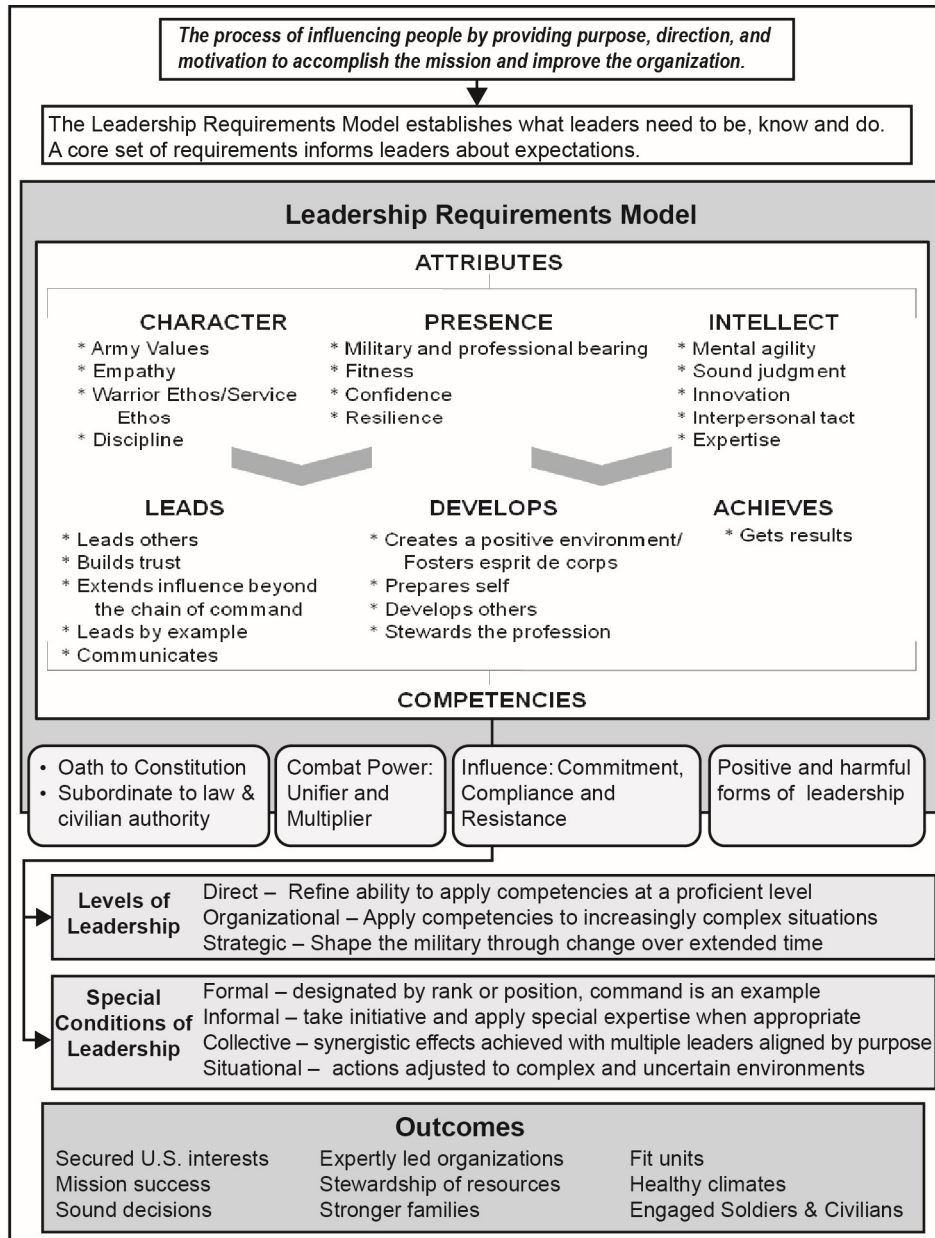 The process of influencing people by providing purpose, direction, and
motivation to accomplish the mission and improve the organization.
The Leadership Requirements Model establishes what leaders need to be, know and do.
A core set of requirements informs leaders about expectations.
Leadership Requirements Model
ATTRIBUTES
CHARACTER
* Army Values
* Empathy
* Warrior Ethos/Service
Ethos
* Discipline
PRESENCE
* Military and professional bearing
* Fitness
* Confidence
* Resilience
INTELLECT
* Mental agility
* Sound judgment
* Innovation
* Interpersonal tact
* Expertise
LEADS
* Leads others
* Builds trust
* Extends influence beyond
the chain of command
* Leads by example
* Communicates
DEVELOPS
* Creates a positive environment/
Fosters esprit de corps
* Prepares self
* Develops others
* Stewards the profession
ACHIEVES
* Gets results
COMPETENCIES
• Oath to Constitution
• Subordinate to law &
civilian authority
Combat Power:
Unifier and
Multiplier
Influence: Commitment,
Compliance and
Resistance
Positive and harmful
forms of leadership
Levels of
Leadership
Direct – Refine ability to apply competencies at a proficient level
Organizational – Apply competencies to increasingly complex situations
Strategic – Shape the military through change over extended time
Special
Conditions of
Leadership
Formal – designated by rank or position, command is an example
Informal – take initiative and apply special expertise when appropriate
Collective – synergistic effects achieved with multiple leaders aligned by purpose
Situational – actions adjusted to complex and uncertain environments
Outcomes
Secured U.S. interests
Mission success
Sound decisions
Expertly led organizations
Stewardship of resources
Stronger families
Fit units
Healthy climates
Engaged Soldiers & Civilians